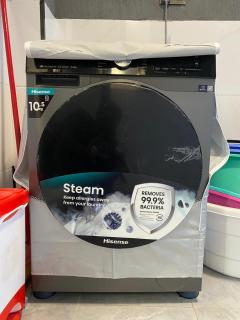 Hisense
10.5
Steam
Keep allergies away
from your laundry
REMOVES
99.9%
BACTERIA
Hisense